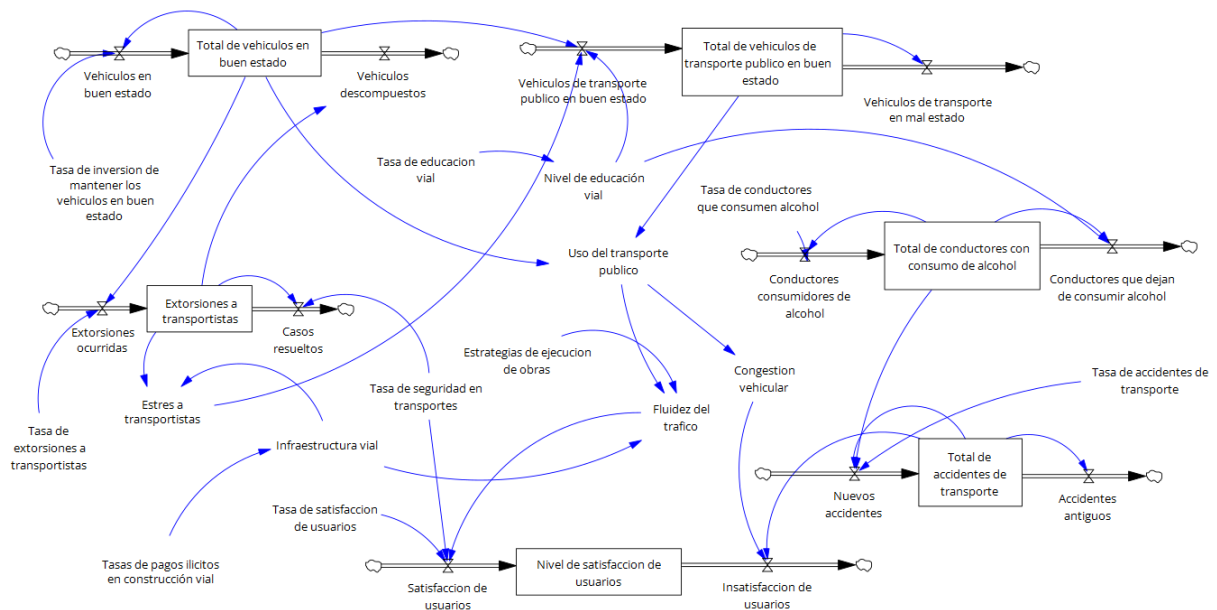 Total de vehiculos en
buen estado
Vehiculos en
buen estado
Vehiculos
descompuestos
Total de vehiculos de
transporte publico en buen
estado
Vehiculos de transporte
publico en buen estado
Vehiculos de transporte
en mal estado
Tasa de inversion de
mantener los
vehiculos en buen
estado
Tasa de educacion
vial
Nivel de educación
vial
Tasa de conductores
que consumen alcohol
Uso del transporte
publico
Total de conductores con
consumo de alcohol
Conductores
consumidores de
alcohol
Conductores que dejan
de consumir alcohol
Extorsiones a
transportistas
Extorsiones
ocurridas
Casos
resueltos
Estrategias de ejecucion
de obras
Congestion
vehicular
Tasa de seguridad en
transportes
Tasa de accidentes de
transporte
Estres a
transportistas
Fluidez del
trafico
Tasa de
extorsiones a
transportistas
Infraestructura vial
Total de
accidentes de
transporte
Nuevos
accidentes
Accidentes
antiguos
Tasa de satisfaccion
de usuarios
Tasas de pagos ilicitos
en construcción vial
Nivel de satisfaccion de
usuarios
Satisfaccion de
usuarios
Insatisfaccion de
usuarios